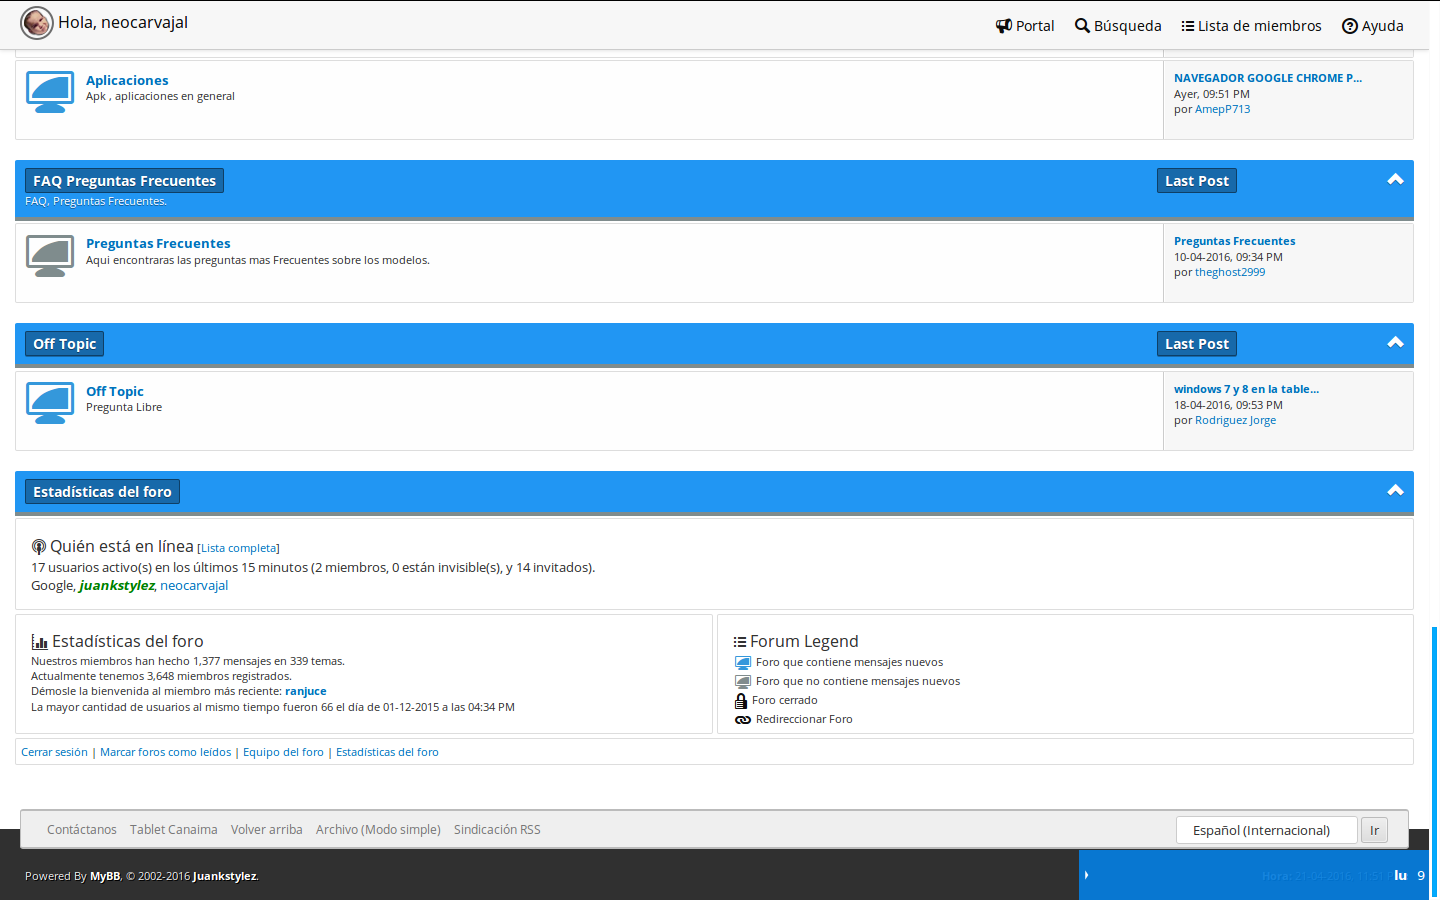 Hola, neocarvajal
Portal Búsqueda Lista de miembros Ayuda
Aplicaciones
Apk , aplicaciones en general
NAVEGADOR GOOGLE CHROME P...
Ayer, 09:51 PM
por AmepP713
FAQ Preguntas Frecuentes
FAQ, Preguntas Frecuentes.
Last Post
Preguntas Frecuentes
Aqui encontraras las preguntas mas Frecuentes sobre los modelos.
Preguntas Frecuentes
10-04-2016, 09:34 PM
por theghost2999
Off Topic
Last Post
Off Topic
Pregunta Libre
windows 7 y 8 en la table...
18-04-2016, 09:53 PM
por Rodriguez Jorge
Estadísticas del foro
Quién está en línea [Lista completa]
17 usuarios activo(s) en los últimos 15 minutos (2 miembros, 0 están invisible(s), y 14 invitados).
Google, juankstylez, neocarvajal
Estadísticas del foro
Nuestros miembros han hecho 1,377 mensajes en 339 temas.
Actualmente tenemos 3,648 miembros registrados.
Démosle la bienvenida al miembro más reciente: ranjuce
La mayor cantidad de usuarios al mismo tiempo fueron 66 el día de 01-12-2015 a las 04:34 PM
Forum Legend
Foro que contiene mensajes nuevos
Foro que no contiene mensajes nuevos
Foro cerrado
Redireccionar Foro
Cerrar sesión | Marcar foros como leídos | Equipo del foro | Estadísticas del foro
Contáctanos Tablet Canaima Volver arriba Archivo (Modo simple) Sindicación RSS
Español (Internacional) Ir
Powered By MyBB, © 2002-2016 Juankstylez.
Hora: 21-04-2016, 11:51 lu 9